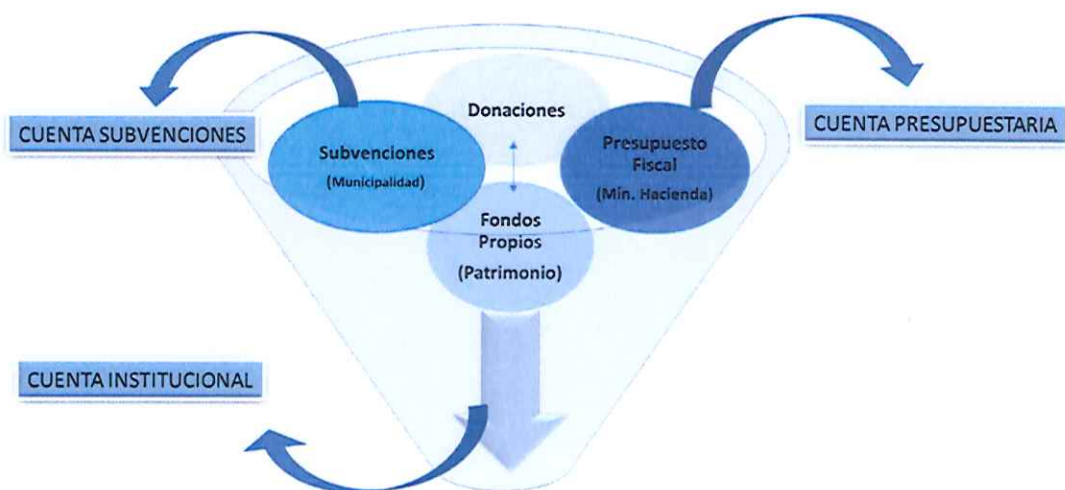 Donaciones
CUENTA SUBVENCIONES
Subvenciones
(Municipalidad)
Presupuesto
Fiscal
(Min. Hacienda)
CUENTA PRESUPUESTARIA
Fondos
Propios
(Patrimonio)
CUENTA INSTITUCIONAL